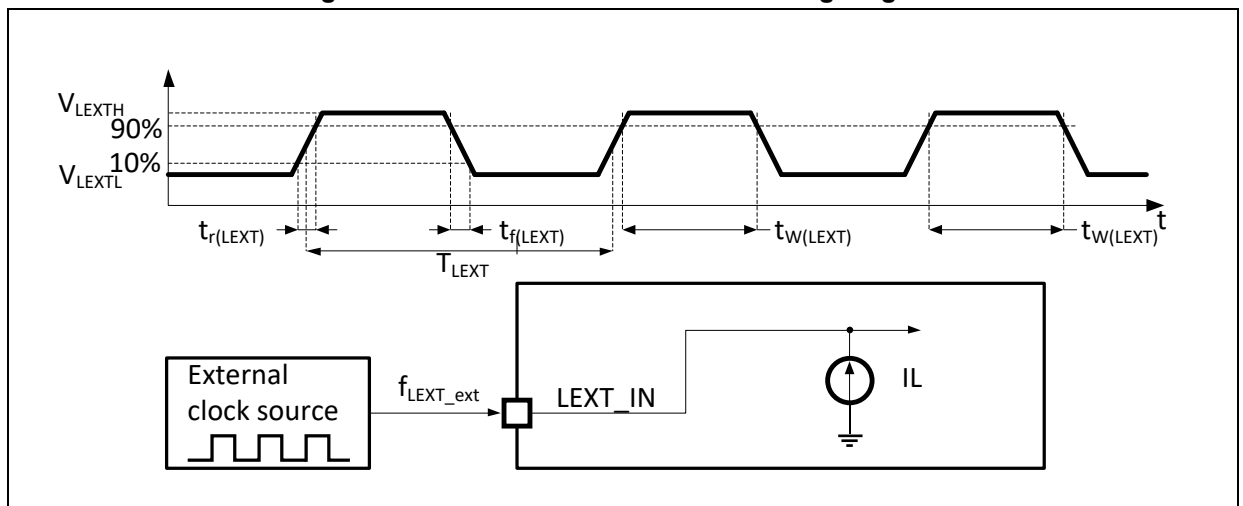 V_LEXTH
90%
10%
V_LEXTL
t
t_r(LEXT)
t_f(LEXT)
t_W(LEXT)
t_W(LEXT)
T_LEXT
External
clock source
f_LEXT_ext
LEXT_IN
IL